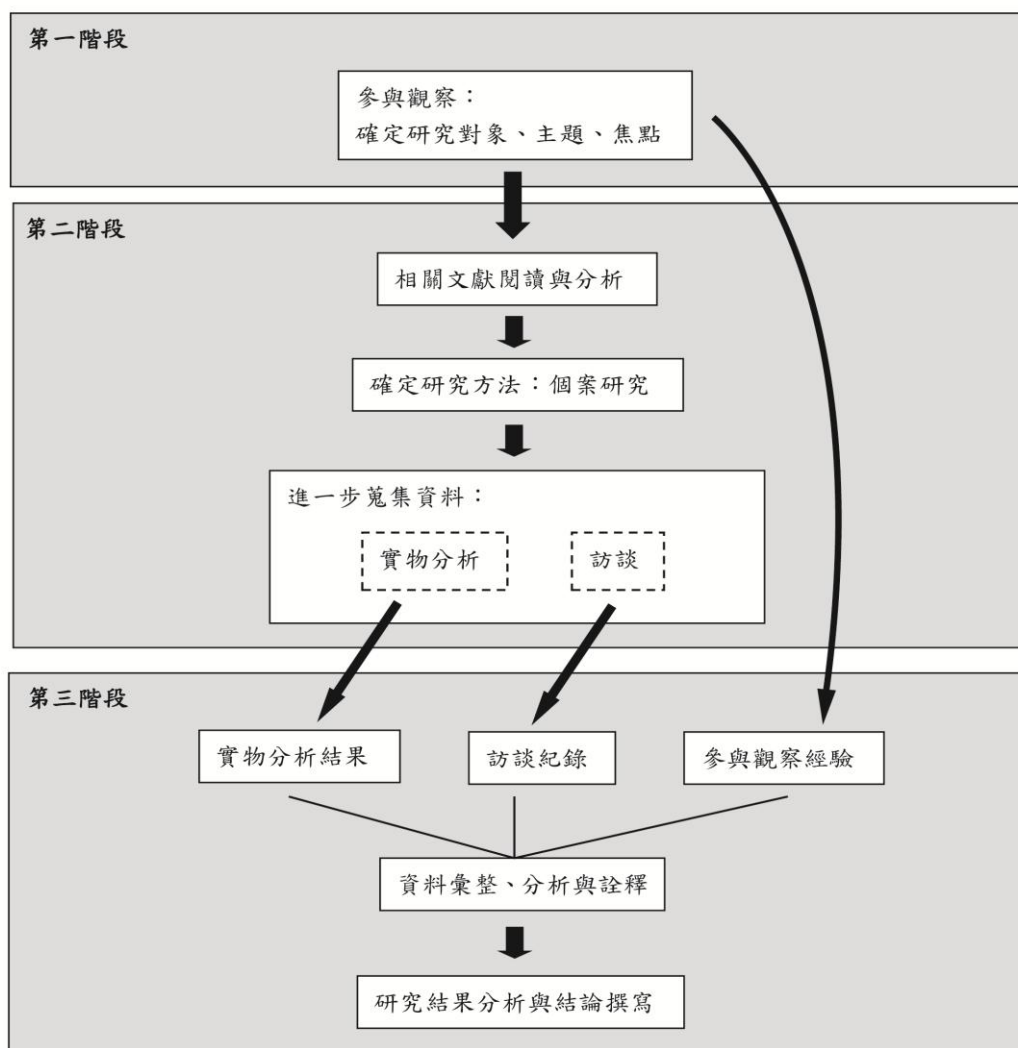 第一階段
參與觀察：
確定研究對象、主題、焦點
第二階段
相關文獻閱讀與分析
確定研究方法：個案研究
進一步蒐集資料：
實物分析
訪談
第三階段
實物分析結果
訪談紀錄
參與觀察經驗
資料彙整、分析與詮釋
研究結果分析與結論撰寫